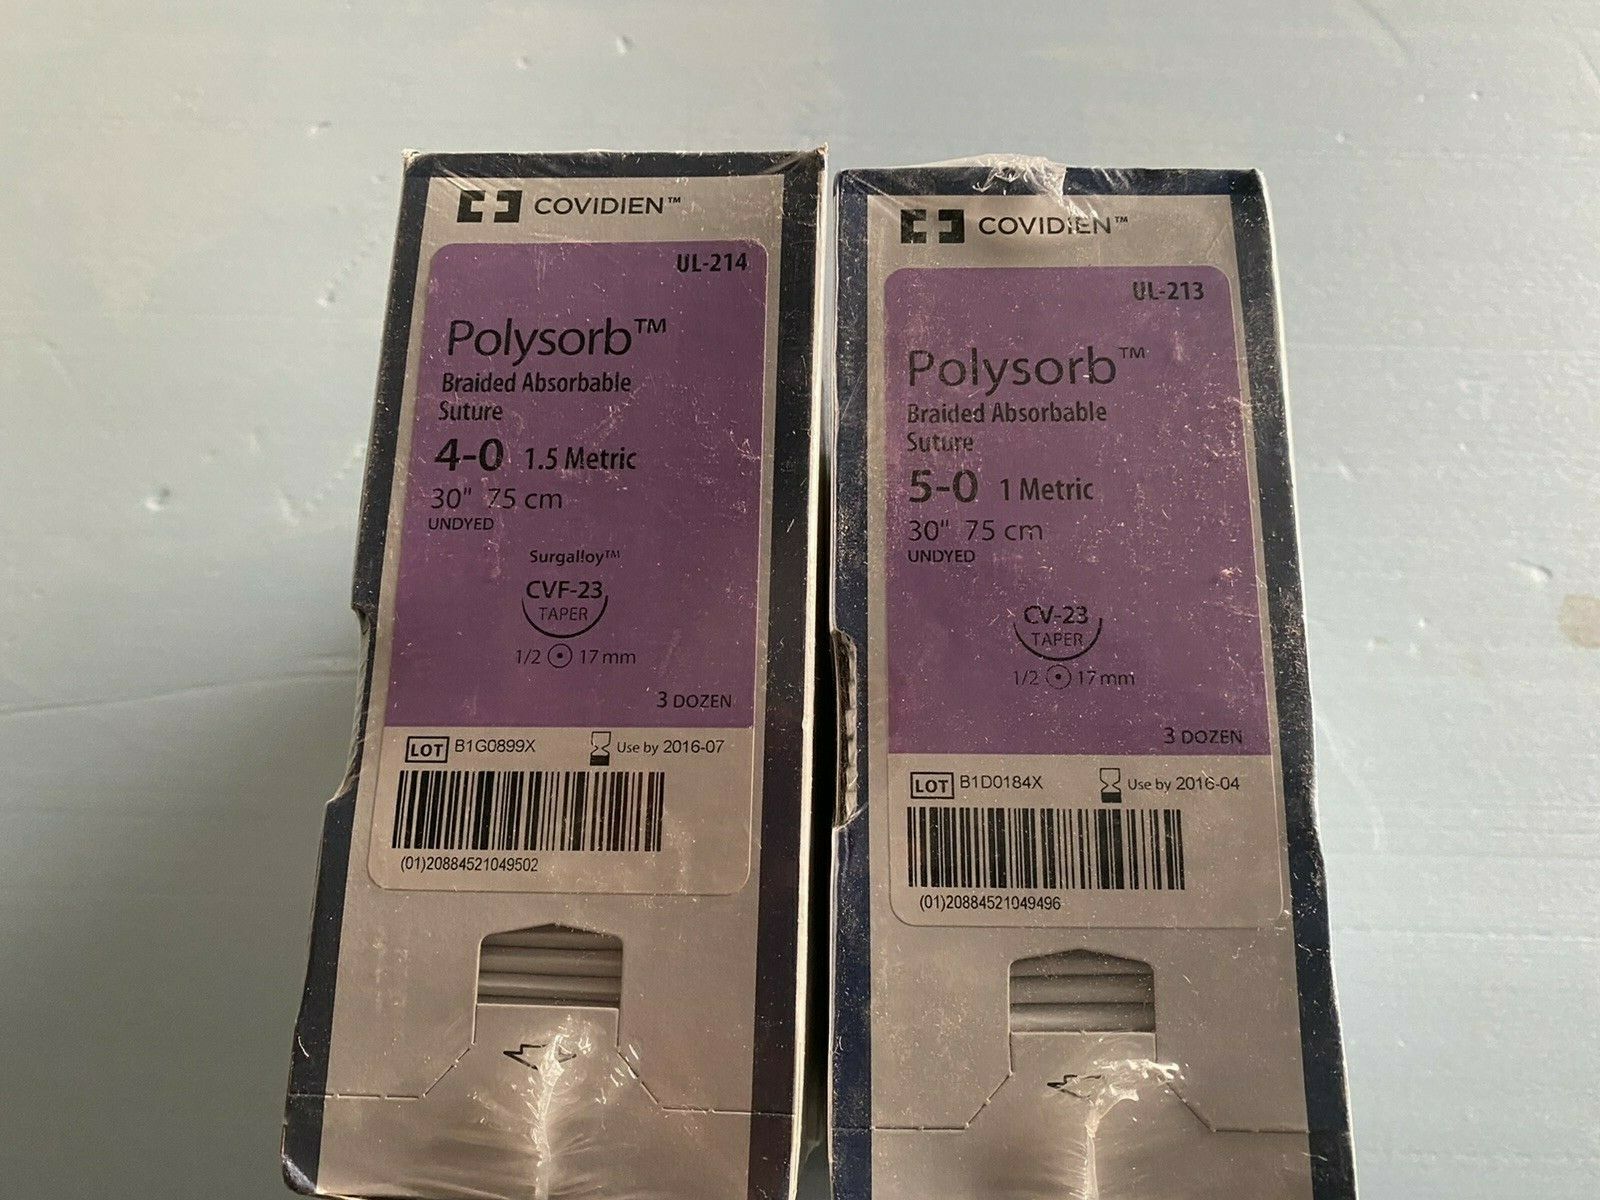 COVIDIEN™
UL-214
Polysorb™
Braided Absorbable
Suture
4-0 1.5 Metric
30" 75 cm
UNDYED
Surgalloy™
CVF-23
TAPER
1/2 17 mm
3 DOZEN
LOT B1G0899X Use by 2016-07
(01)20884521049502
COVIDIEN™
UL-213
Polysorb™
Braided Absorbable
Suture
5-0 1 Metric
30" 75 cm
UNDYED
CV-23
TAPER
1/2 17 mm
3 DOZEN
LOT B1D0184X Use by 2016-04
(01)20884521049496